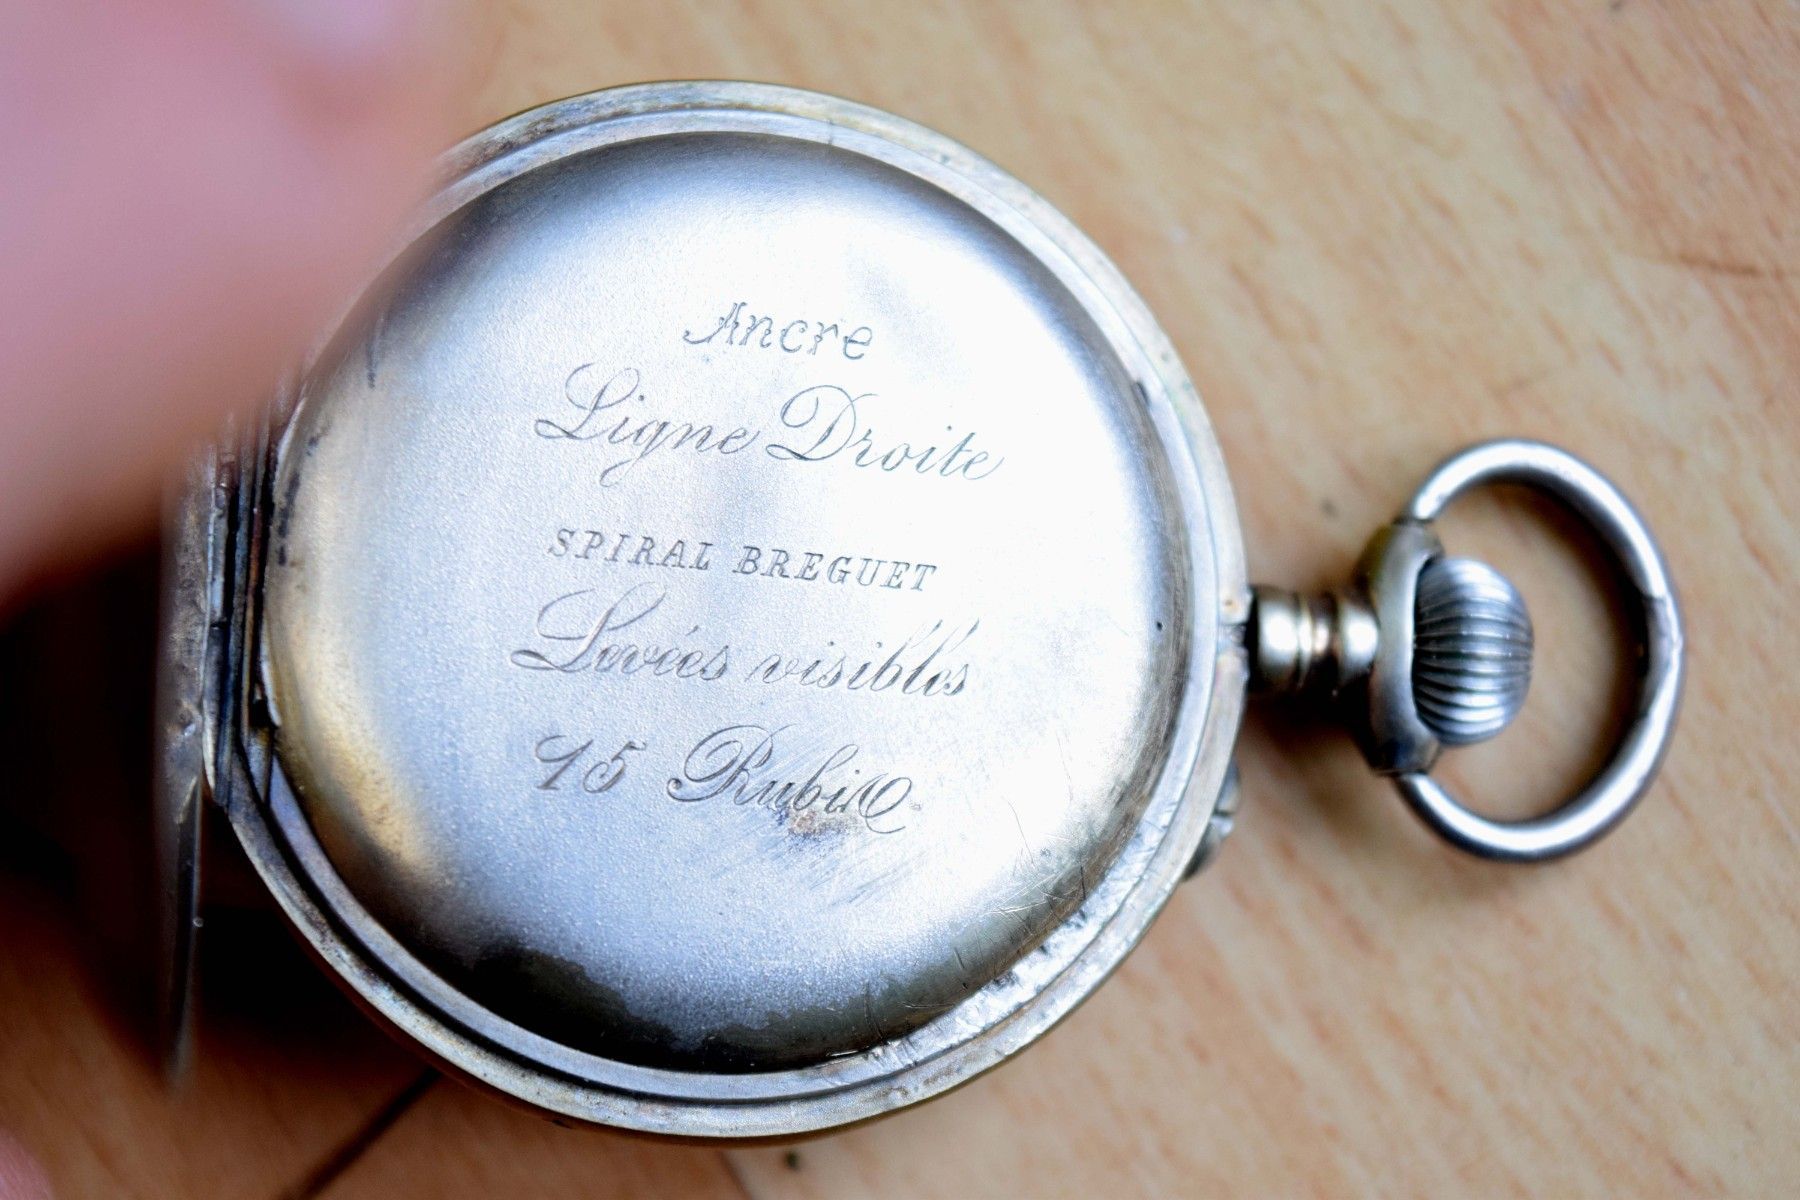 Ancre
Ligne Droite
SPIRAL BREGUET
Levées visibles
15 Rubis